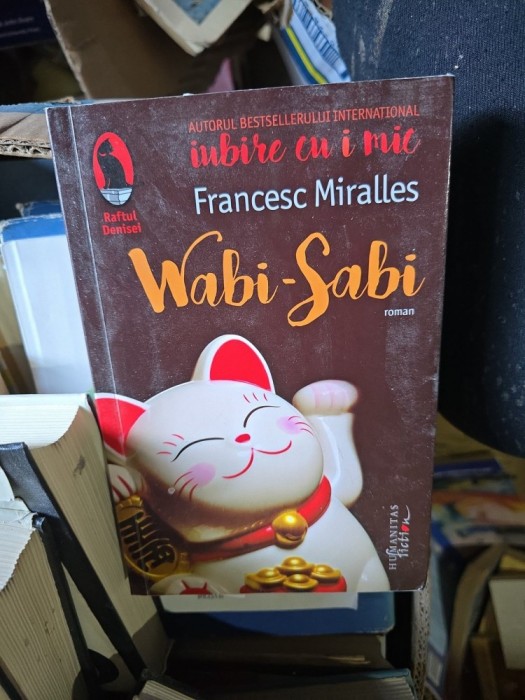 AUTORUL BESTSELLERULUI INTERNAȚIONAL
iubire cu i mic
Francesc Miralles
Raftul
Denisei
Wabi-Sabi
roman
HUMANITAS
fiction